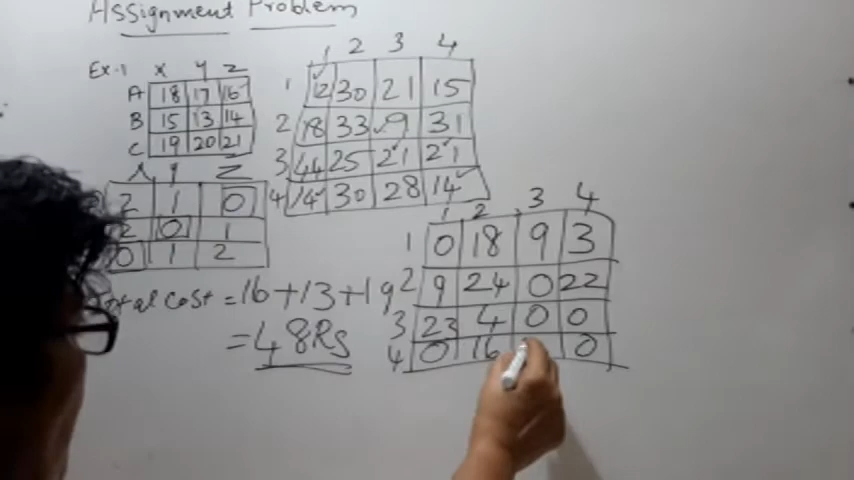 Assignment Problem
Ex-1 X Y Z
A 18 17 16
B 15 13 14
C 19 20 21
X Y Z
2 1 0
2 0 1
0 1 2
Total cost = 16+13+19
= 48Rs
1 2 3 4
1 12 30 21 15
2 18 33 9 31
3 44 25 21 21
4 14 30 28 14
1 2 3 4
1 0 18 9 3
2 9 24 0 22
3 23 4 0 0
4 0 16 0